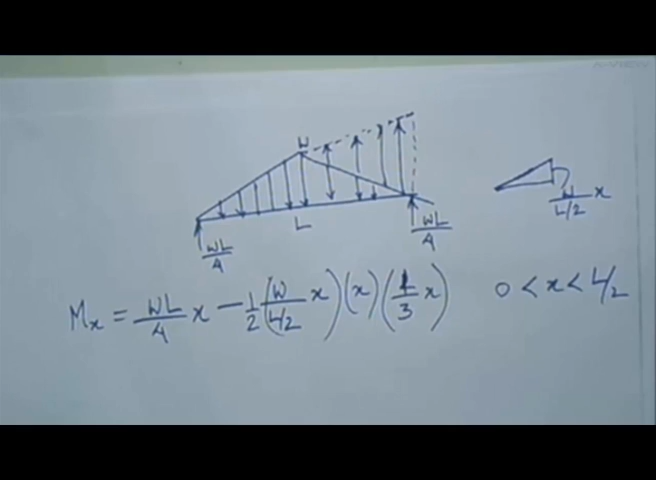 W
W/(L/2) x
L
WL/4
WL/4
Mx = WL/4 x − 1/2 (W/(L/2) x) (x) (1/3 x) 0 < x < L/2